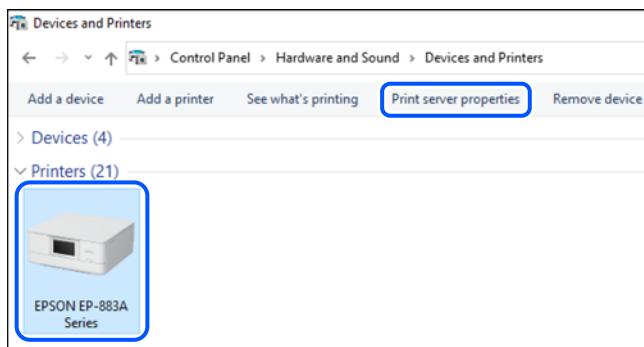 Devices and Printers
Control Panel > Hardware and Sound > Devices and Printers
Add a device Add a printer See what's printing Print server properties Remove device
Devices (4)
Printers (21)
EPSON EP-883A
Series